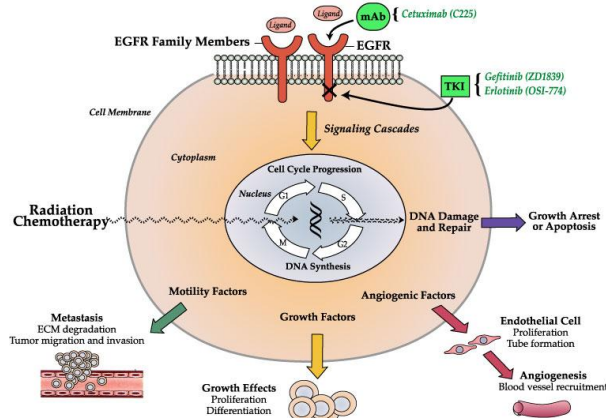 Ligand
Ligand
mAb
Cetuximab (C225)
EGFR Family Members
EGFR
TKI
Gefitinib (ZD1839)
Erlotinib (OSI-774)
Cell Membrane
Signaling Cascades
Cytoplasm
Cell Cycle Progression
Nucleus
G1
S
Radiation
Chemotherapy
DNA Damage
and Repair
Growth Arrest
or Apoptosis
M
G2
DNA Synthesis
Motility Factors
Angiogenic Factors
Growth Factors
Metastasis
ECM degradation
Tumor migration and invasion
Endothelial Cell
Proliferation
Tube formation
Growth Effects
Proliferation
Differentiation
Angiogenesis
Blood vessel recruitment